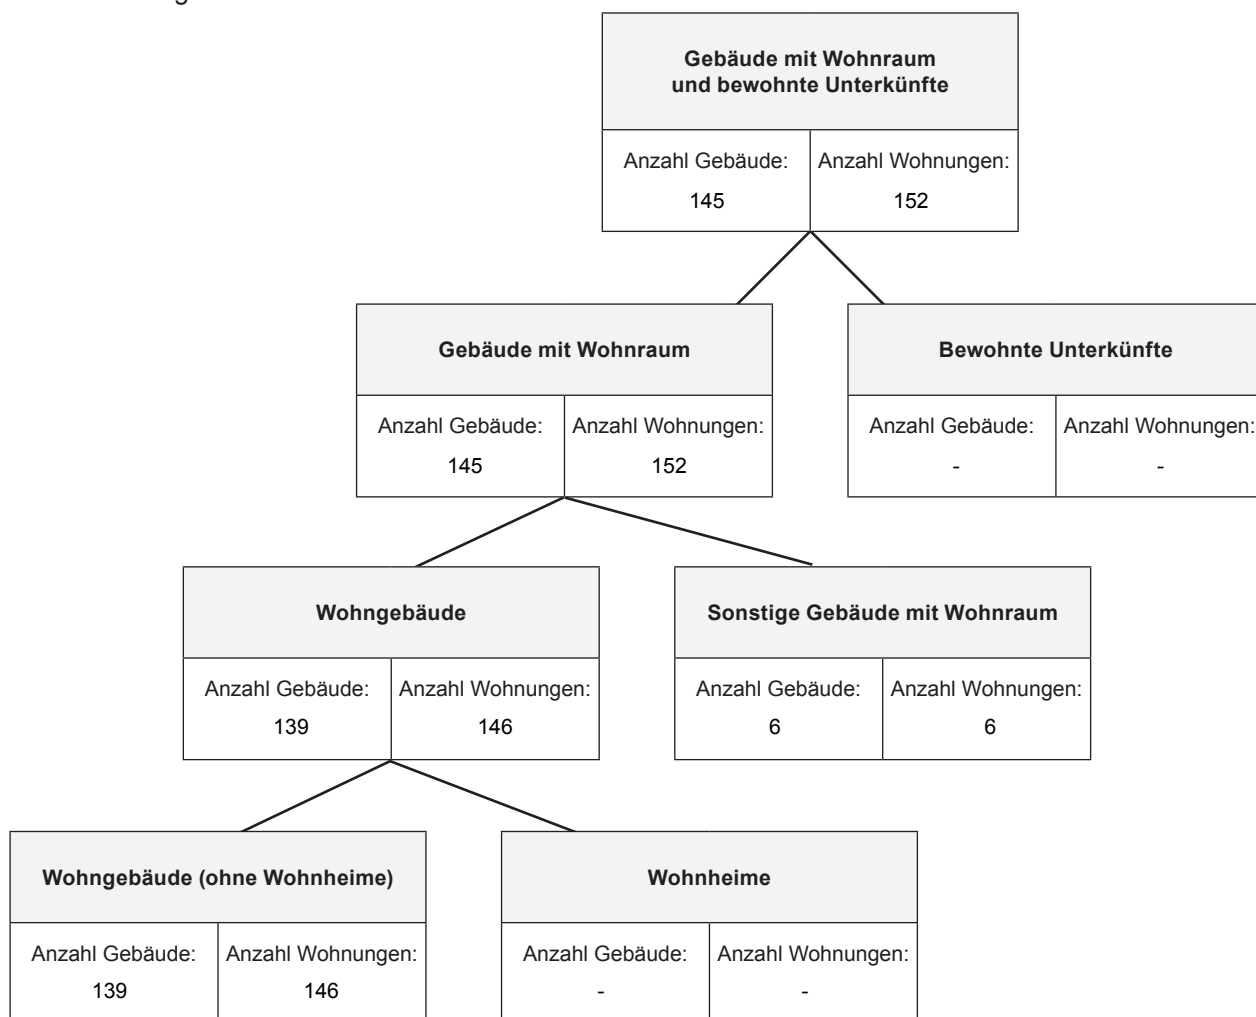 Gebäude mit Wohnraum
und bewohnte Unterkünfte
Anzahl Gebäude:
145
Anzahl Wohnungen:
152
Gebäude mit Wohnraum
Anzahl Gebäude:
145
Anzahl Wohnungen:
152
Bewohnte Unterkünfte
Anzahl Gebäude:
-
Anzahl Wohnungen:
-
Wohngebäude
Anzahl Gebäude:
139
Anzahl Wohnungen:
146
Sonstige Gebäude mit Wohnraum
Anzahl Gebäude:
6
Anzahl Wohnungen:
6
Wohngebäude (ohne Wohnheime)
Anzahl Gebäude:
139
Anzahl Wohnungen:
146
Wohnheime
Anzahl Gebäude:
-
Anzahl Wohnungen:
-